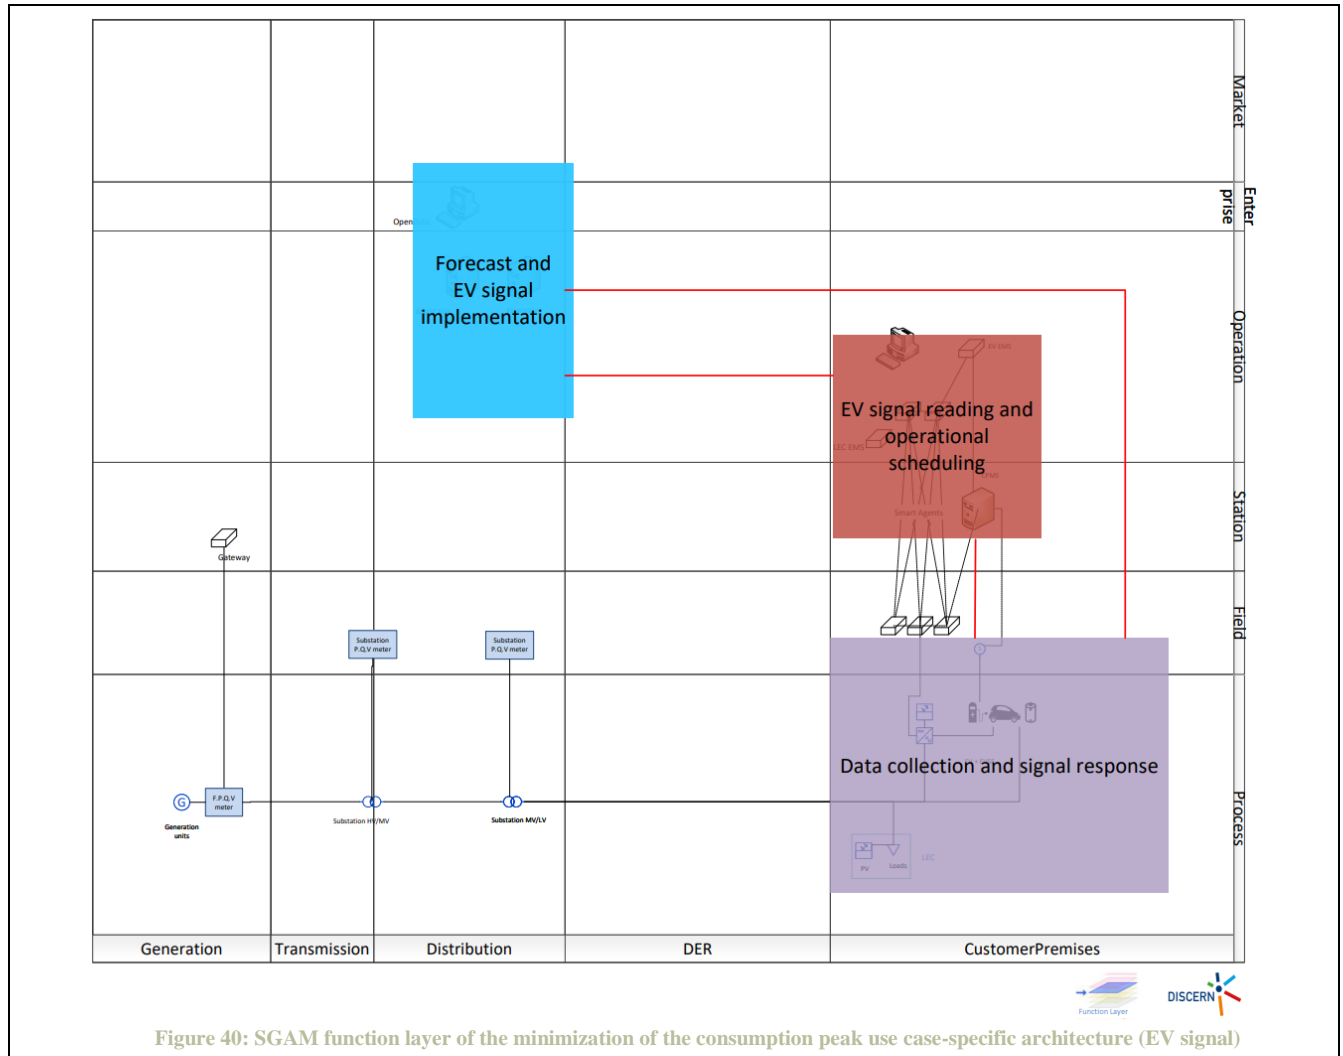 Market
Enter
prise
Open
Forecast and
EV signal
implementation
Operation
EV EMS
EV signal reading and
operational
scheduling
LEC EMS
CPMS
Station
Smart Agents
Gateway
Field
Substation
P.Q.V meter
Substation
P.Q.V meter
Data collection and signal response
Process
G
F.P.Q.V
meter
Generation
units
Substation HV/MV
Substation MV/LV
PV
Loads
LEC
Generation
Transmission
Distribution
DER
CustomerPremises
Function Layer
DISCERN
Figure 40: SGAM function layer of the minimization of the consumption peak use case-specific architecture (EV signal)